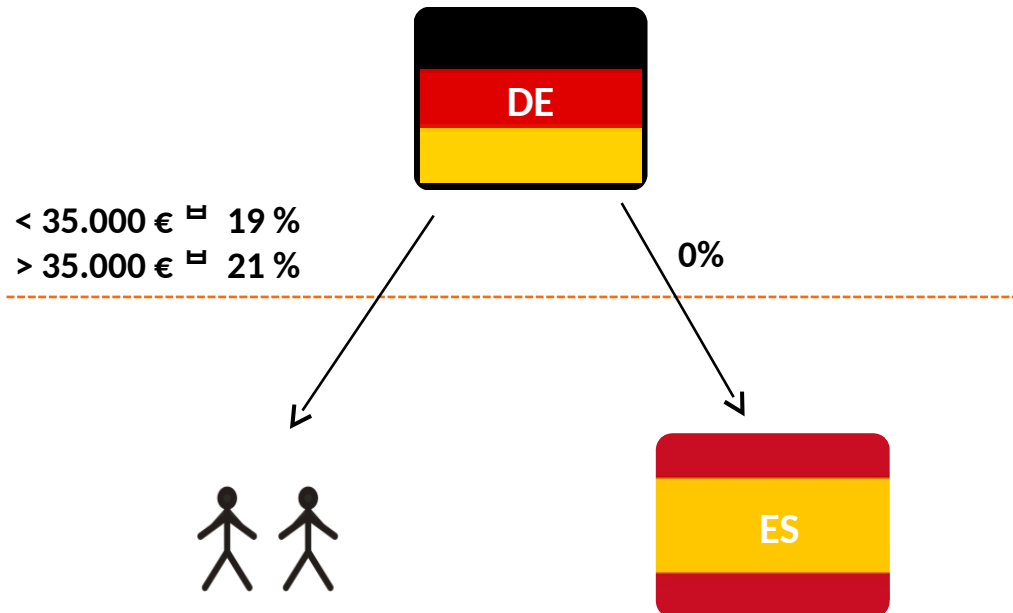 DE
< 35.000 € 19 %
> 35.000 € 21 %
0%
ES